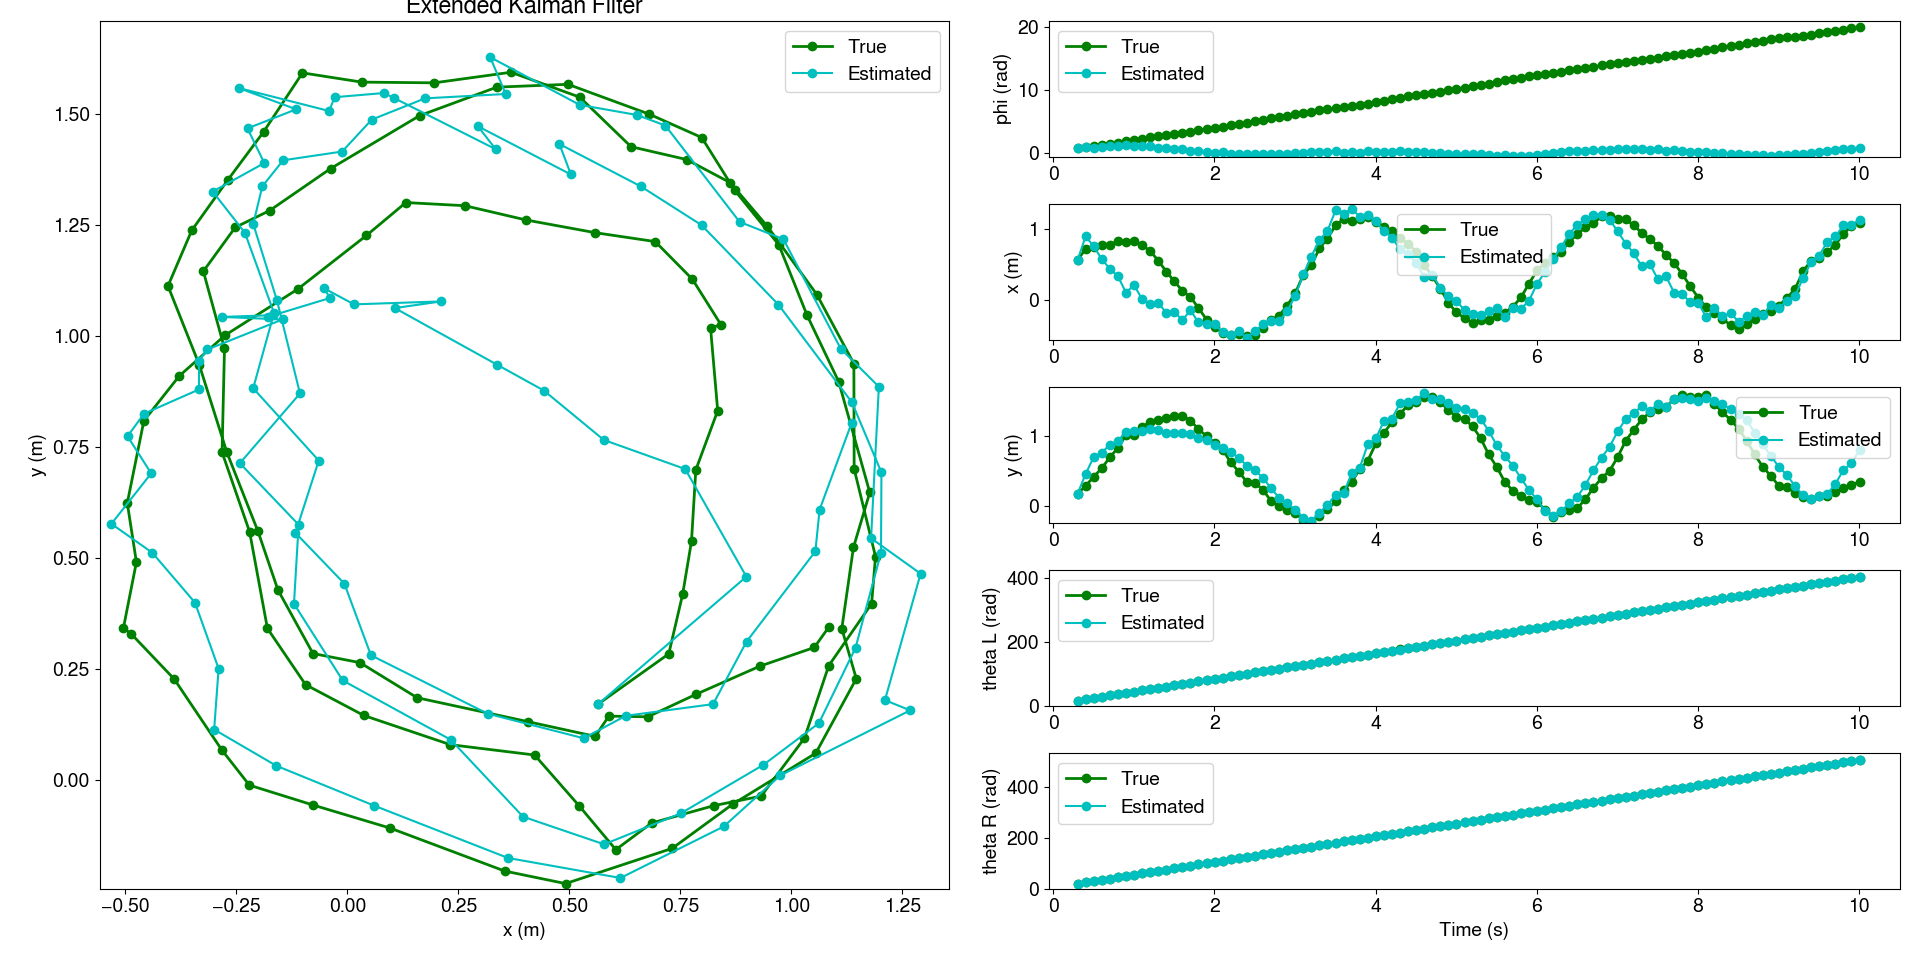 Extended Kalman Filter
True
Estimated
1.50
1.25
1.00
0.75
0.50
0.25
0.00
y (m)
−0.50
−0.25
0.00
0.25
0.50
0.75
1.00
1.25
x (m)
True
Estimated
20
10
0
phi (rad)
0
2
4
6
8
10
True
Estimated
1
0
x (m)
0
2
4
6
8
10
True
Estimated
1
0
y (m)
0
2
4
6
8
10
True
Estimated
400
200
0
theta L (rad)
0
2
4
6
8
10
True
Estimated
400
200
0
theta R (rad)
0
2
4
6
8
10
Time (s)